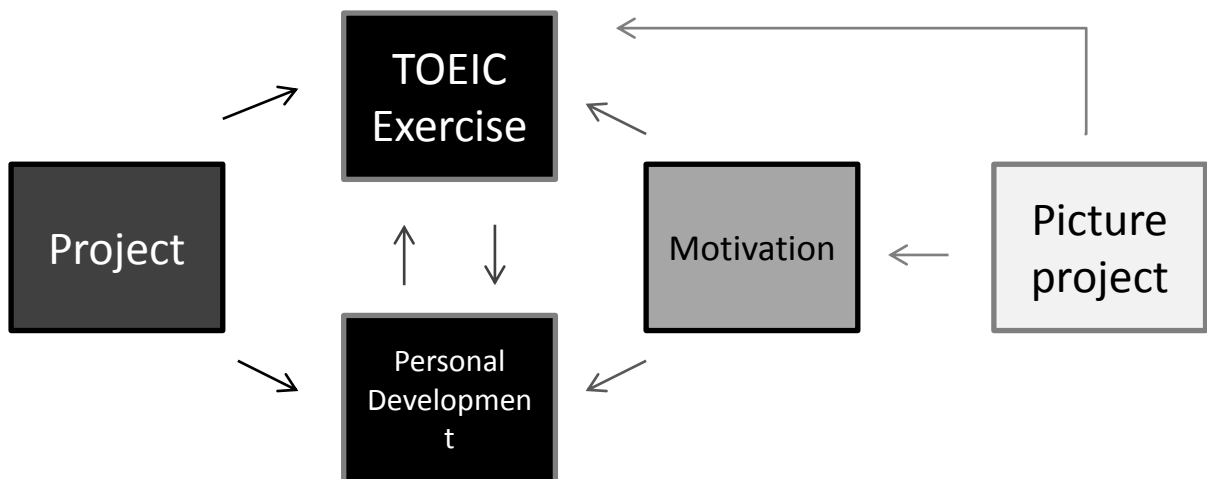 TOEIC
Exercise
Project
Motivation
Picture
project
Personal
Developmen
t